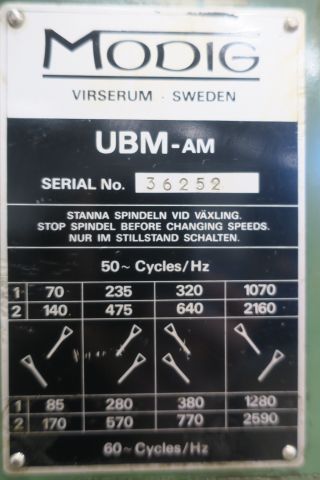 MODIG
VIRSERUM - SWEDEN
UBM-AM
SERIAL No. 36252
STANNA SPINDELN VID VÄXLING.
STOP SPINDEL BEFORE CHANGING SPEEDS.
NUR IM STILLSTAND SCHALTEN.
50~ Cycles/Hz
1 70 235 320 1070
2 140 475 640 2160
1 85 280 380 1280
2 170 570 770 2590
60~ Cycles/Hz